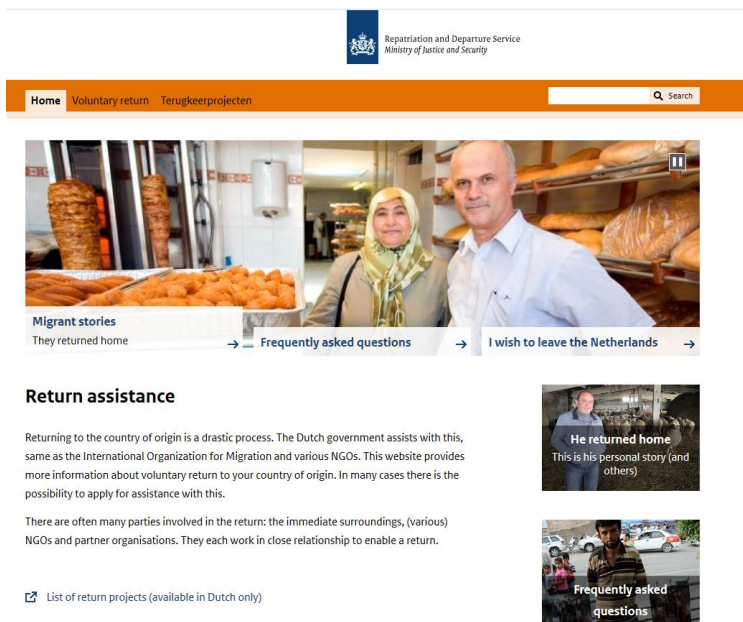 Repatriation and Departure Service
Ministry of Justice and Security
Home Voluntary return Terugkeerprojecten Search
Migrant stories
They returned home
Frequently asked questions
I wish to leave the Netherlands
Return assistance
Returning to the country of origin is a drastic process. The Dutch government assists with this,
same as the International Organization for Migration and various NGOs. This website provides
more information about voluntary return to your country of origin. In many cases there is the
possibility to apply for assistance with this.
There are often many parties involved in the return: the immediate surroundings, (various)
NGOs and partner organisations. They each work in close relationship to enable a return.
List of return projects (available in Dutch only)
He returned home
This is his personal story (and
others)
Frequently asked
questions